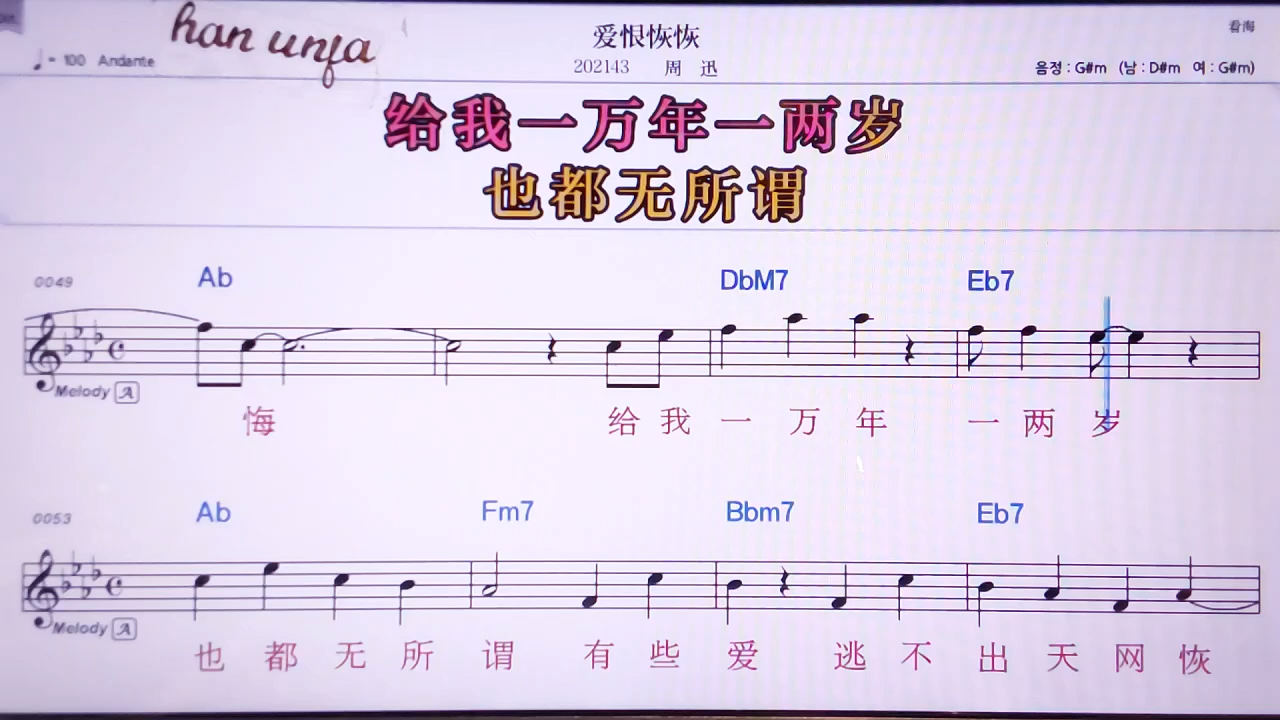 han unfa
爱恨恢恢
看海
♩= 100 Andante
202143 周 迅
음정 : G#m (남 : D#m 여 : G#m)
给我一万年一两岁
也都无所谓
0049
Ab DbM7 Eb7
Melody A
悔 给 我 一 万 年 一 两 岁
0053
Ab Fm7 Bbm7 Eb7
Melody A
也 都 无 所 谓 有 些 爱 逃 不 出 天 网 恢